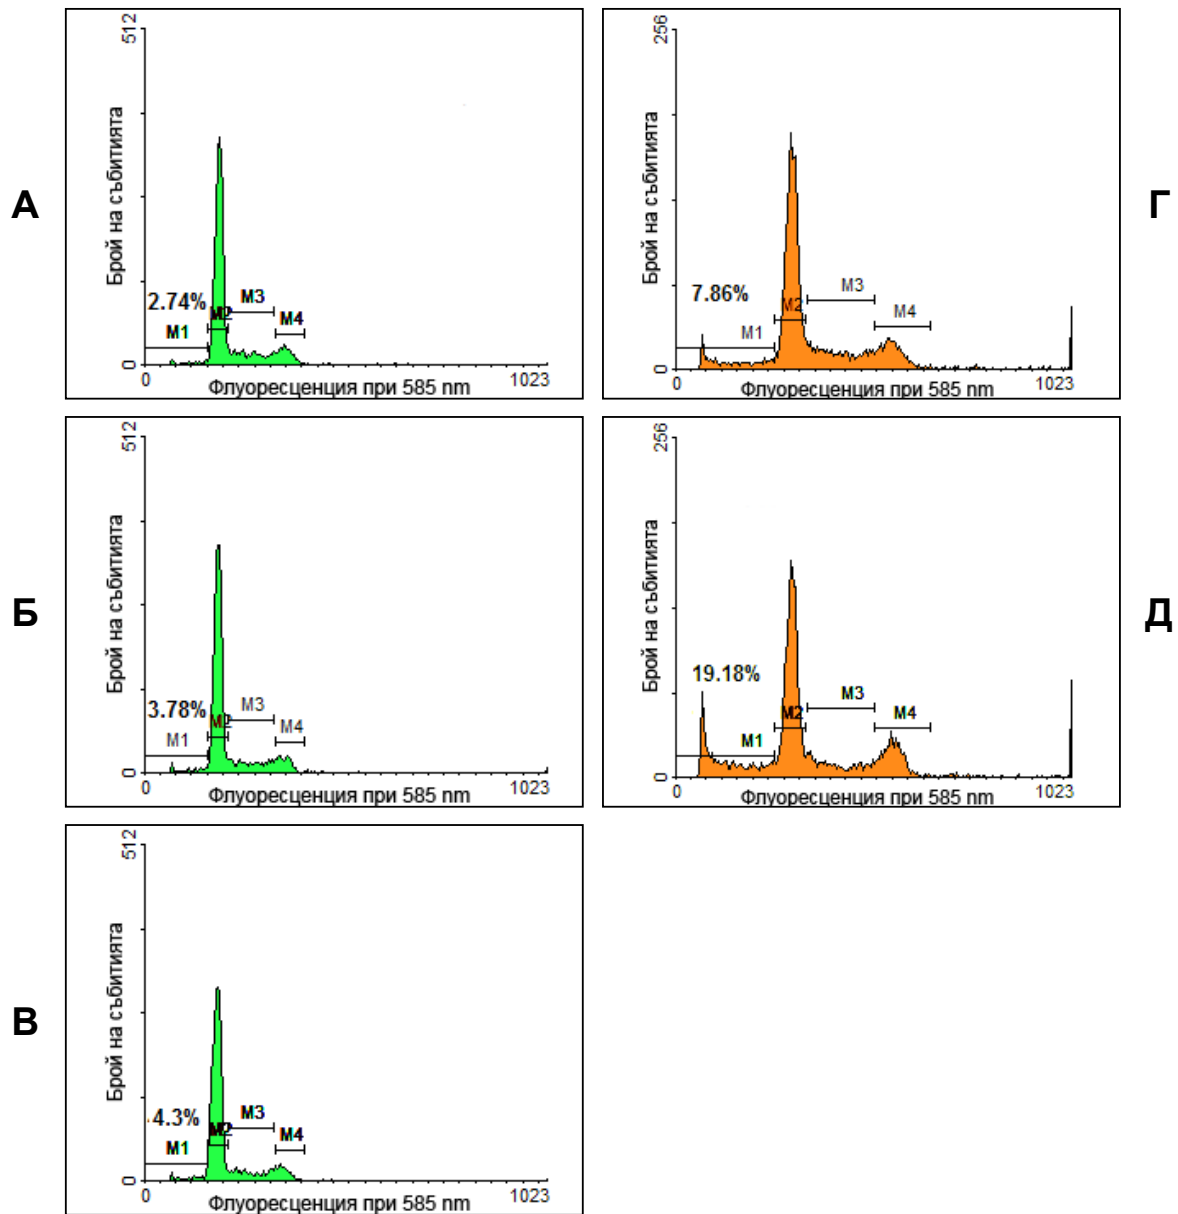 А
512
Брой на събитията
2.74%
M3
M2
M4
M1
0
0
1023
Флуоресценция при 585 nm
Г
256
Брой на събитията
7.86%
M3
M2
M4
M1
0
0
1023
Флуоресценция при 585 nm
Б
512
Брой на събитията
3.78%
M3
M2
M4
M1
0
0
1023
Флуоресценция при 585 nm
Д
256
Брой на събитията
19.18%
M3
M2
M4
M1
0
0
1023
Флуоресценция при 585 nm
В
512
Брой на събитията
4.3%
M3
M2
M4
M1
0
0
1023
Флуоресценция при 585 nm